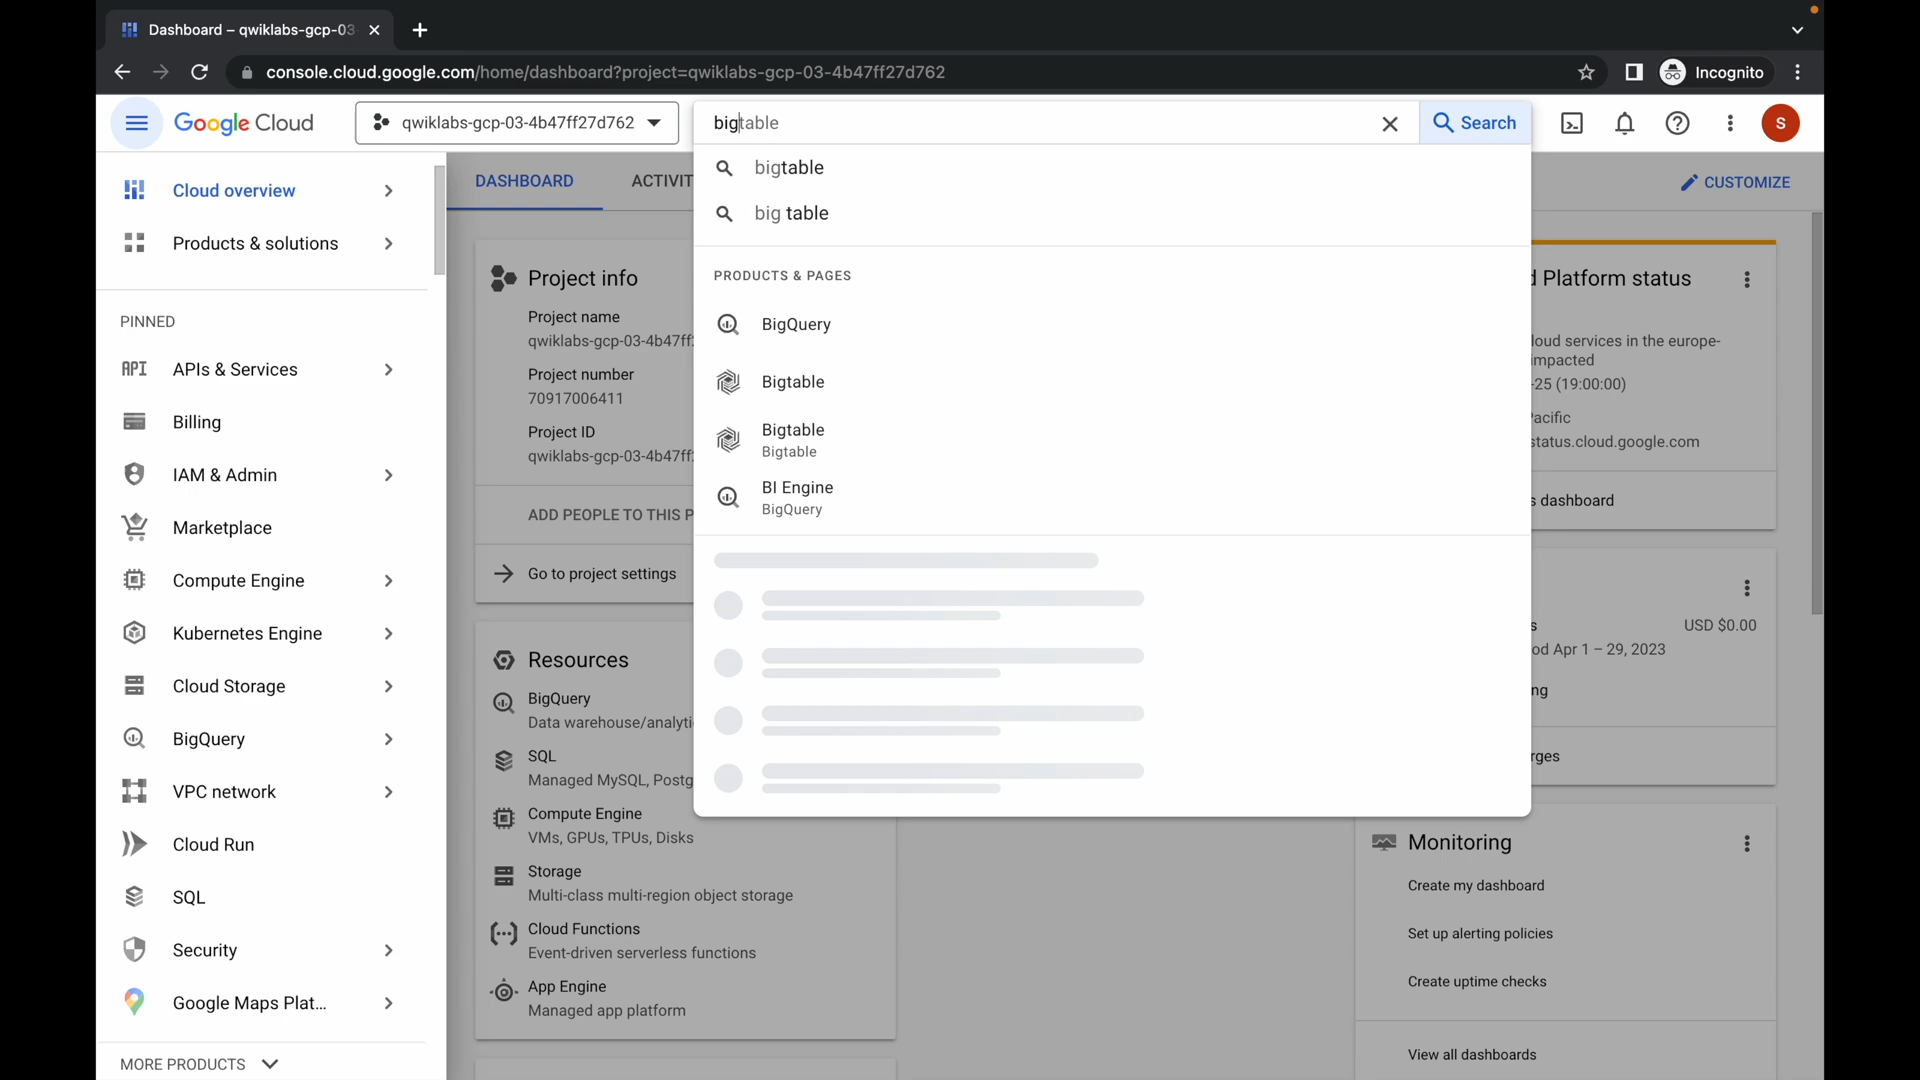 Dashboard – qwiklabs-gcp-03
console.cloud.google.com/home/dashboard?project=qwiklabs-gcp-03-4b47ff27d762
Incognito
Google Cloud
qwiklabs-gcp-03-4b47ff27d762
bigtable
Search
S
Cloud overview
Products & solutions
PINNED
API
APIs & Services
Billing
IAM & Admin
Marketplace
Compute Engine
Kubernetes Engine
Cloud Storage
BigQuery
VPC network
Cloud Run
SQL
Security
Google Maps Plat...
MORE PRODUCTS
DASHBOARD
ACTIVIT
CUSTOMIZE
bigtable
big table
PRODUCTS & PAGES
BigQuery
Bigtable
Bigtable
Bigtable
BI Engine
BigQuery
Project info
Project name
qwiklabs-gcp-03-4b47ff
Project number
70917006411
Project ID
qwiklabs-gcp-03-4b47ff
ADD PEOPLE TO THIS P
Go to project settings
Resources
BigQuery
Data warehouse/analyti
SQL
Managed MySQL, Postg
Compute Engine
VMs, GPUs, TPUs, Disks
Storage
Multi-class multi-region object storage
Cloud Functions
Event-driven serverless functions
App Engine
Managed app platform
d Platform status
loud services in the europe-
impacted
-25 (19:00:00)
Pacific
status.cloud.google.com
s dashboard
s
USD $0.00
od Apr 1 – 29, 2023
ng
rges
Monitoring
Create my dashboard
Set up alerting policies
Create uptime checks
View all dashboards